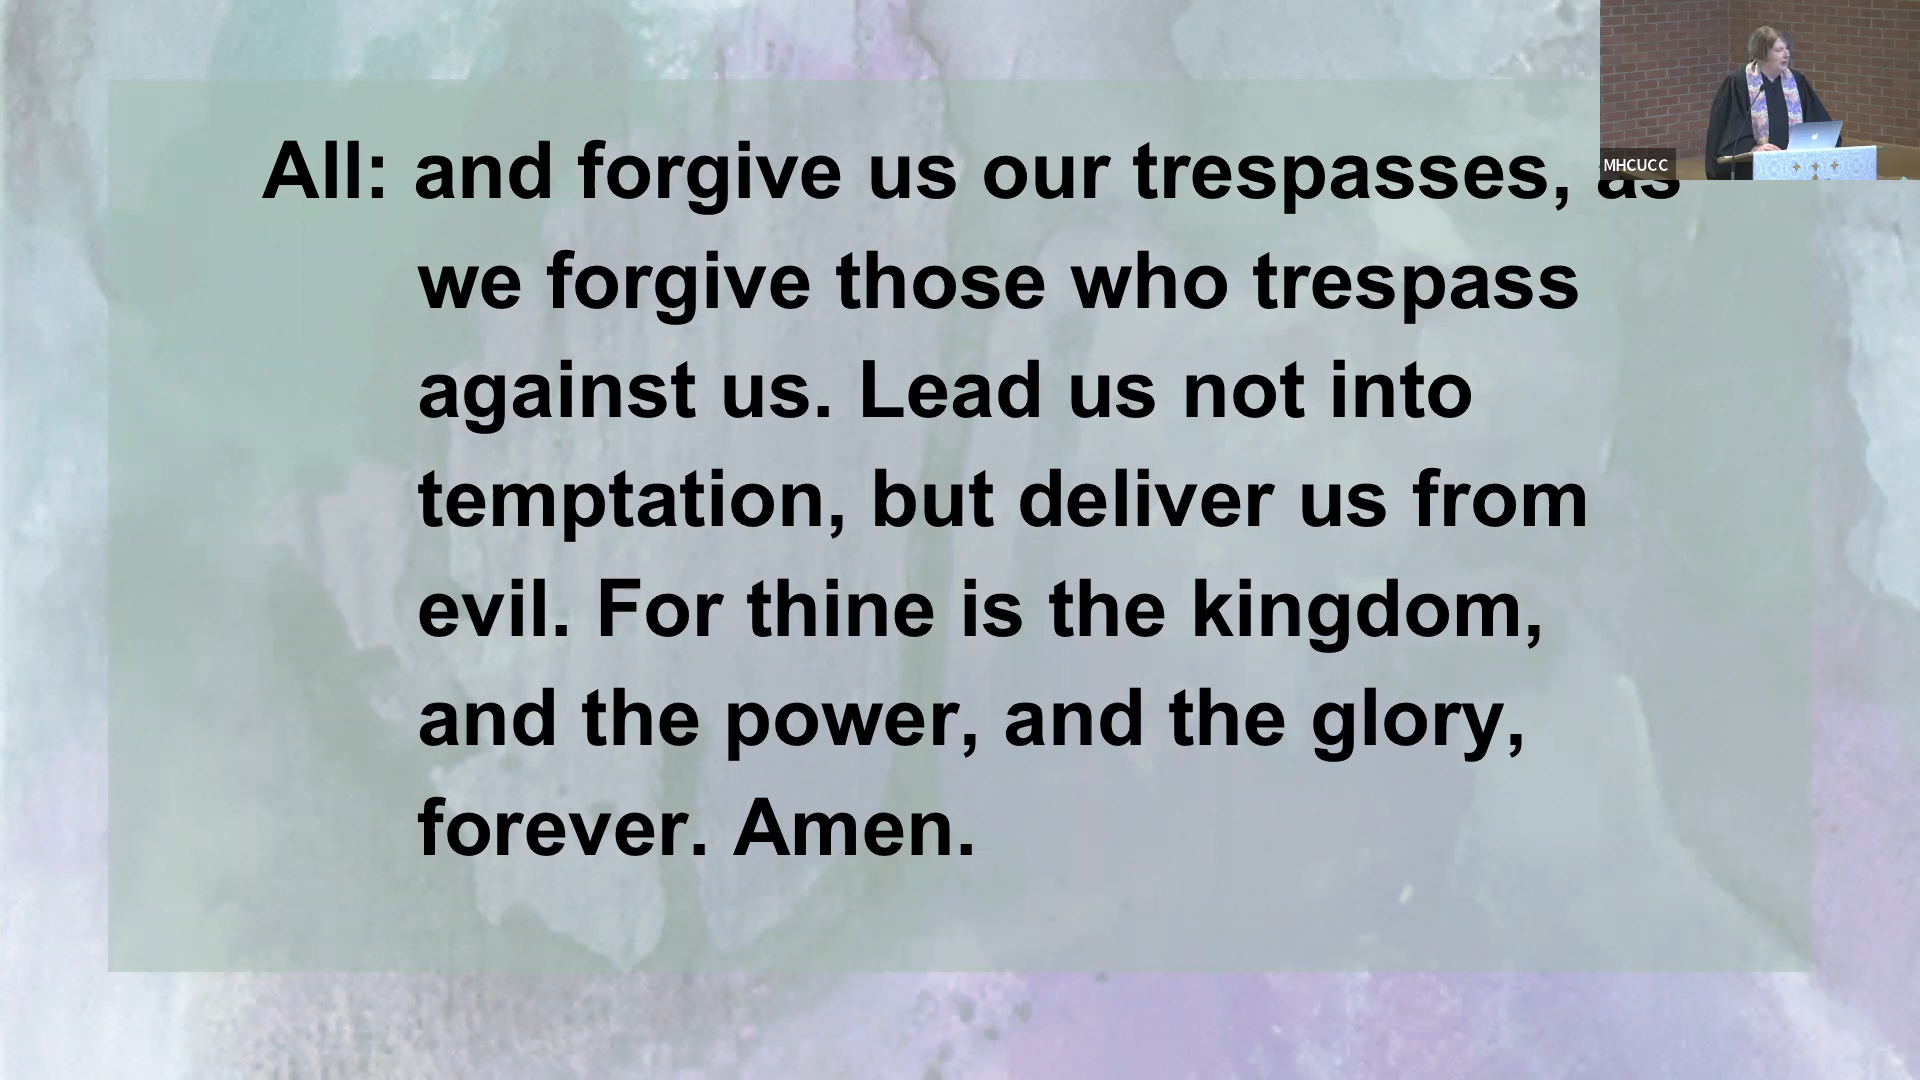 All: and forgive us our trespasses, as
we forgive those who trespass
against us. Lead us not into
temptation, but deliver us from
evil. For thine is the kingdom,
and the power, and the glory,
forever. Amen.
MHCUCC